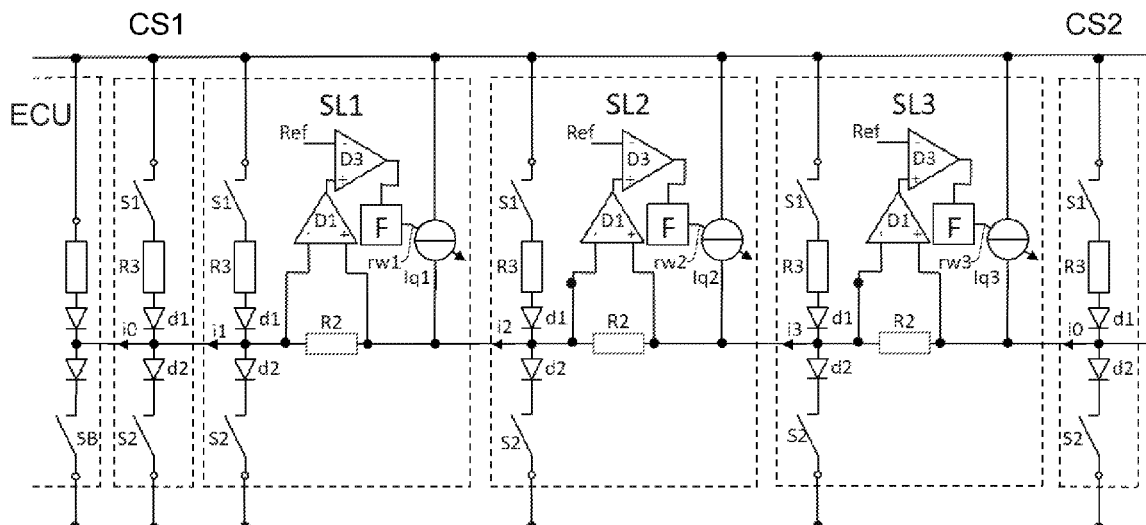 CS1 CS2
ECU SL1 SL2 SL3
Ref Ref Ref
D3 D3 D3
S1 S1 S1 S1 S1
D1 F D1 F D1 F
R3 R3 rw1 Iq1 R3 rw2 Iq2 R3 rw3 Iq3 R3
i0 d1 i1 d1 R2 i2 d1 R2 i3 d1 R2 i0 d1
d2 d2 d2 d2 d2
SB S2 S2 S2 S2 S2